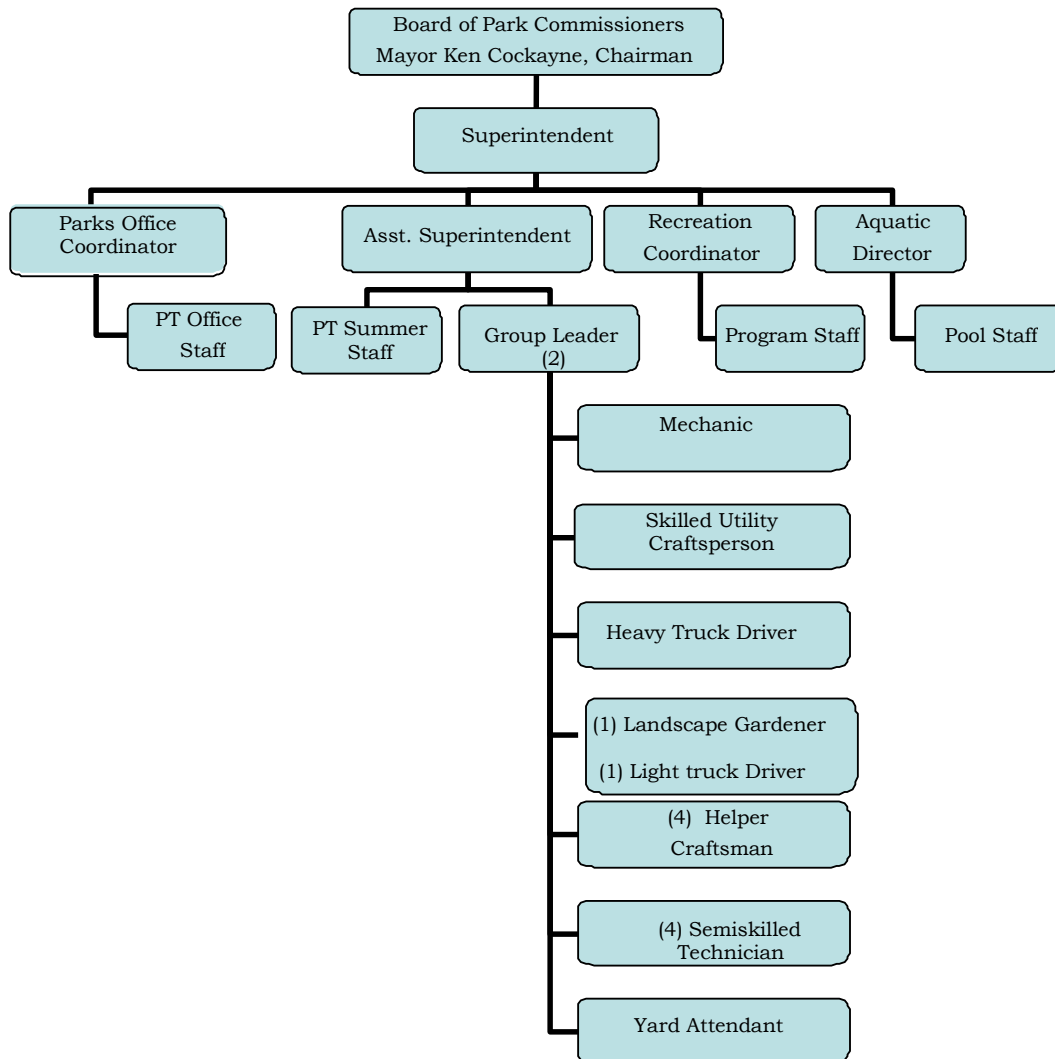 Board of Park Commissioners
Mayor Ken Cockayne, Chairman
Superintendent
Parks Office
Coordinator
Asst. Superintendent
Recreation
Coordinator
Aquatic
Director
PT Office
Staff
PT Summer
Staff
Group Leader
(2)
Program Staff
Pool Staff
Mechanic
Skilled Utility
Craftsperson
Heavy Truck Driver
(1) Landscape Gardener
(1) Light truck Driver
(4) Helper
Craftsman
(4) Semiskilled
Technician
Yard Attendant